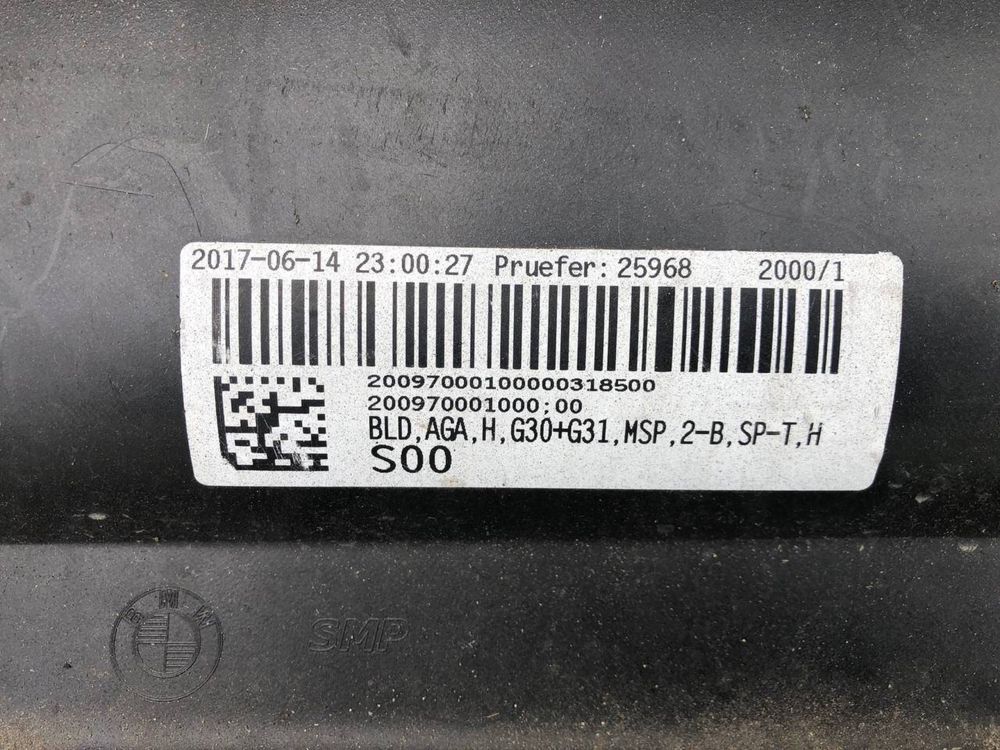 2017-06-14 23:00:27 Pruefer: 25968 2000/1
20097000100000318500
200970001000;00
BLD,AGA,H,G30+G31,MSP,2-B,SP-T,H
S00
BMW SMP